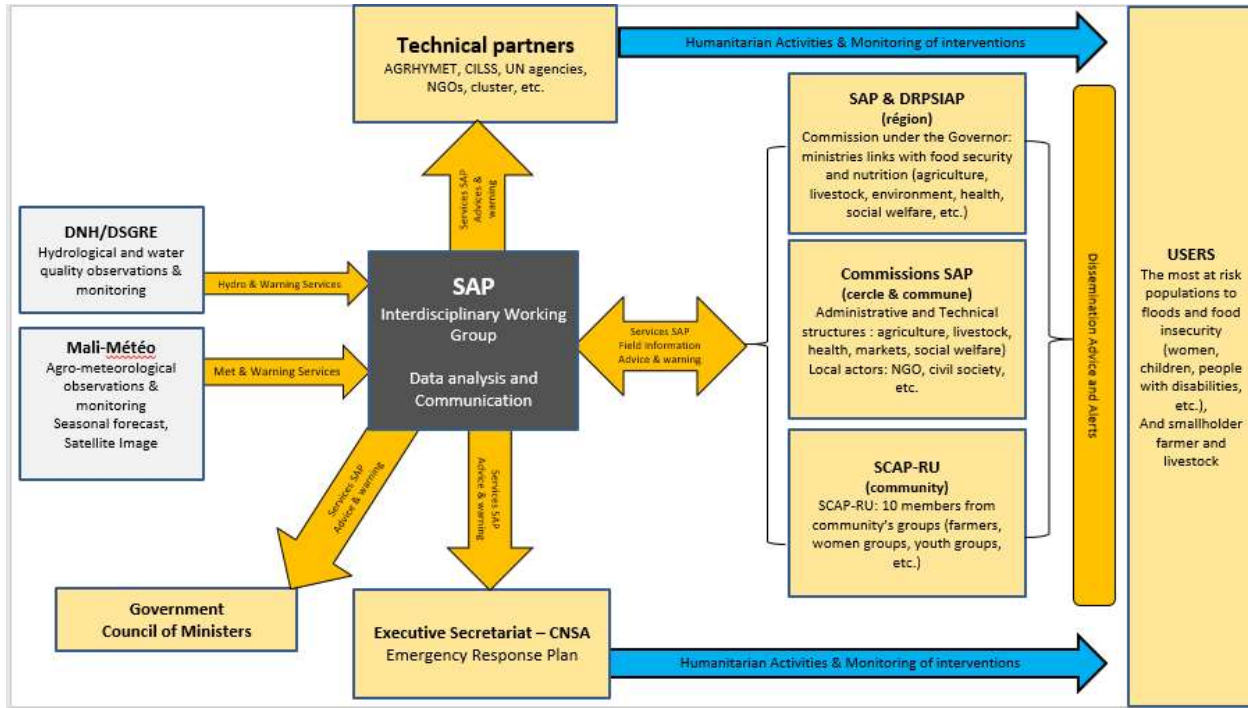 Technical partners
AGRHYMET, CILSS, UN agencies,
NGOs, cluster, etc.
Humanitarian Activities & Monitoring of interventions
Services SAP
Advices &
warning
DNH/DSGRE
Hydrological and water
quality observations &
monitoring
Hydro & Warning Services
Mali-Météo
Agro-meteorological
observations &
monitoring
Seasonal forecast,
Satellite Image
Met & Warning Services
SAP
Interdisciplinary Working
Group
Data analysis and
Communication
Services SAP
Field Information
Advice & warning
Services SAP
Advice & warning
Services SAP
Advice & warning
Government
Council of Ministers
Executive Secretariat – CNSA
Emergency Response Plan
Humanitarian Activities & Monitoring of interventions
SAP & DRPSIAP
(région)
Commission under the Governor:
ministries links with food security
and nutrition (agriculture,
livestock, environment, health,
social welfare, etc.)
Commissions SAP
(cercle & commune)
Administrative and Technical
structures : agriculture, livestock,
health, markets, social welfare)
Local actors: NGO, civil society,
etc.
SCAP-RU
(community)
SCAP-RU: 10 members from
community's groups (farmers,
women groups, youth groups,
etc.)
Dissemination Advice and Alerts
USERS
The most at risk
populations to
floods and food
insecurity
(women,
children, people
with disabilities,
etc.),
And smallholder
farmer and
livestock